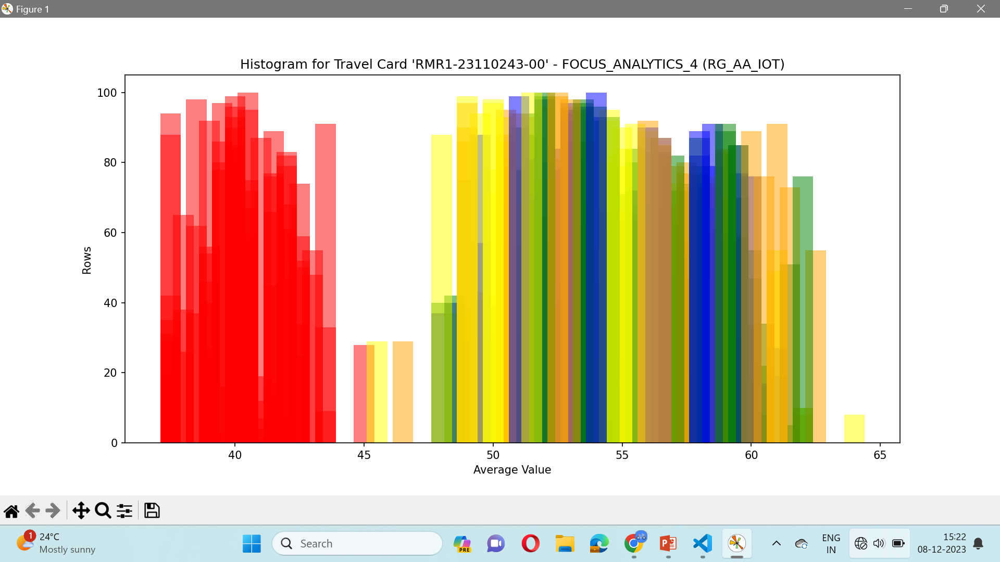 Figure 1
Histogram for Travel Card 'RMR1-23110243-00' - FOCUS_ANALYTICS_4 (RG_AA_IOT)
100
80
60
40
20
0
Rows
40
45
50
55
60
65
Average Value
1
24°C
Mostly sunny
Search
PRE
ENG
IN
15:22
08-12-2023